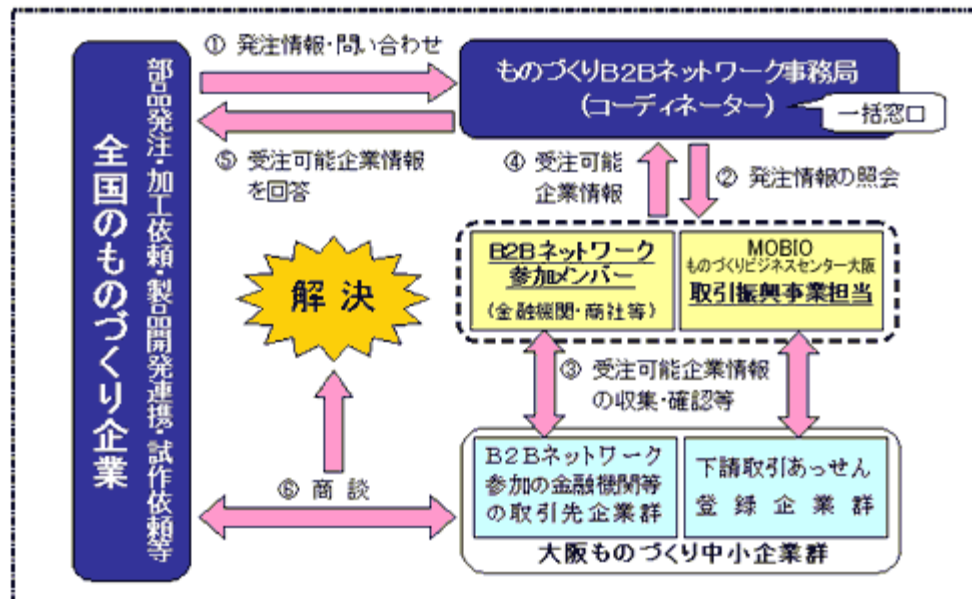 全国のものづくり企業
部品発注・加工依頼・製品開発連携・試作依頼等
① 発注情報・問い合わせ
ものづくりB2Bネットワーク事務局
(コーディネーター)
一括窓口
⑤ 受注可能企業情報
を回答
④ 受注可能
企業情報
② 発注情報の照会
B2Bネットワーク
参加メンバー
(金融機関・商社等)
MOBIO
ものづくりビジネスセンター大阪
取引振興事業担当
解決
③ 受注可能企業情報
の収集・確認等
B2Bネットワーク
参加の金融機関等
の取引先企業群
下請取引あっせん
登録企業群
⑥ 商談
大阪ものづくり中小企業群